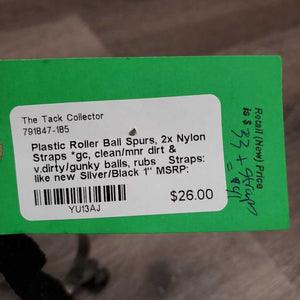 The Tack Collector
791847-185
Plastic Roller Ball Spurs, 2x Nylon
Straps *gc, clean/mnr dirt &
v.dirty/gunky balls, rubs Straps:
like new Silver/Black 1" MSRP:
$26.00
YU13AJ
Retail (New) Price
is $33 + straps